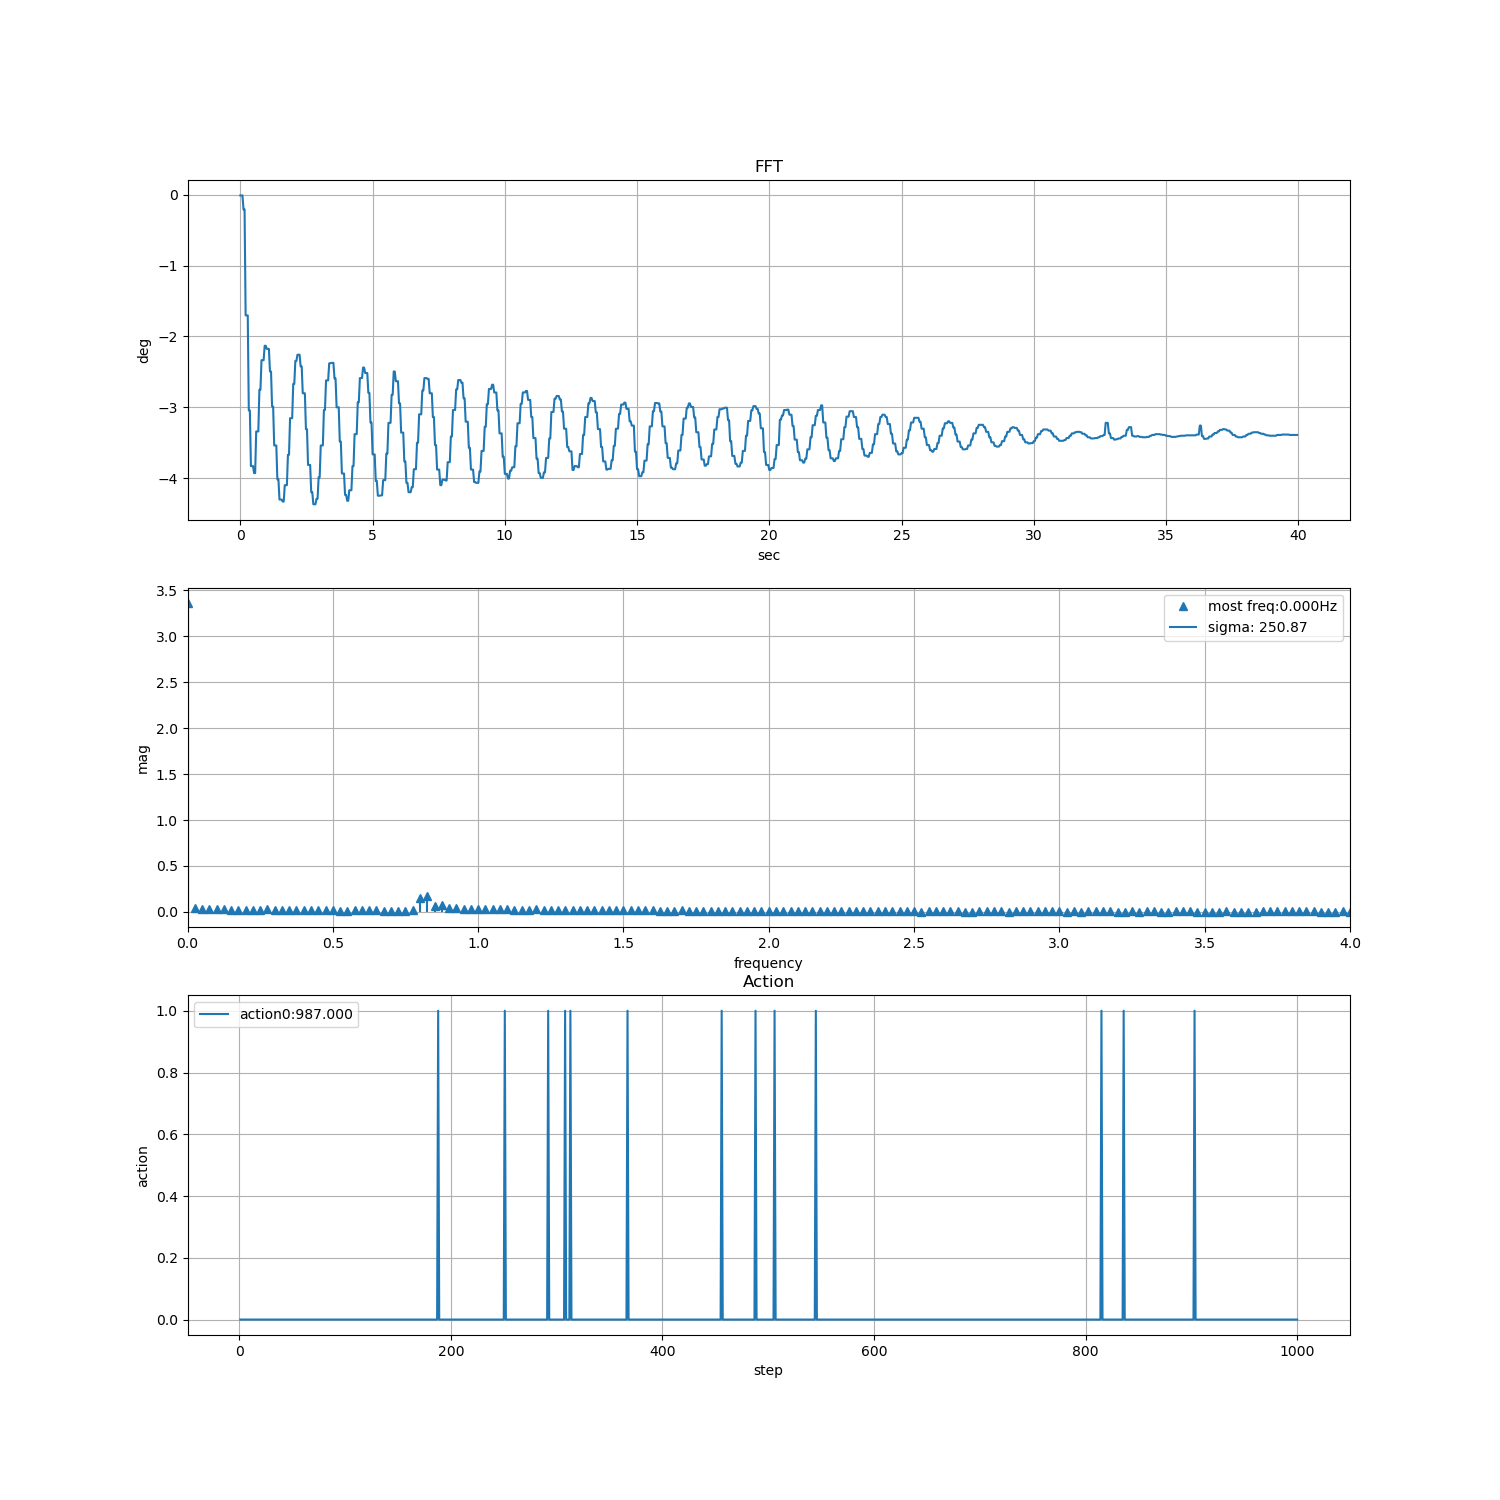 FFT
0
−1
−2
−3
−4
deg
0 5 10 15 20 25 30 35 40
sec
3.5
3.0
2.5
2.0
1.5
1.0
0.5
0.0
mag
most freq:0.000Hz
sigma: 250.87
0.0 0.5 1.0 1.5 2.0 2.5 3.0 3.5 4.0
frequency
Action
1.0
0.8
0.6
0.4
0.2
0.0
action
action0:987.000
0 200 400 600 800 1000
step